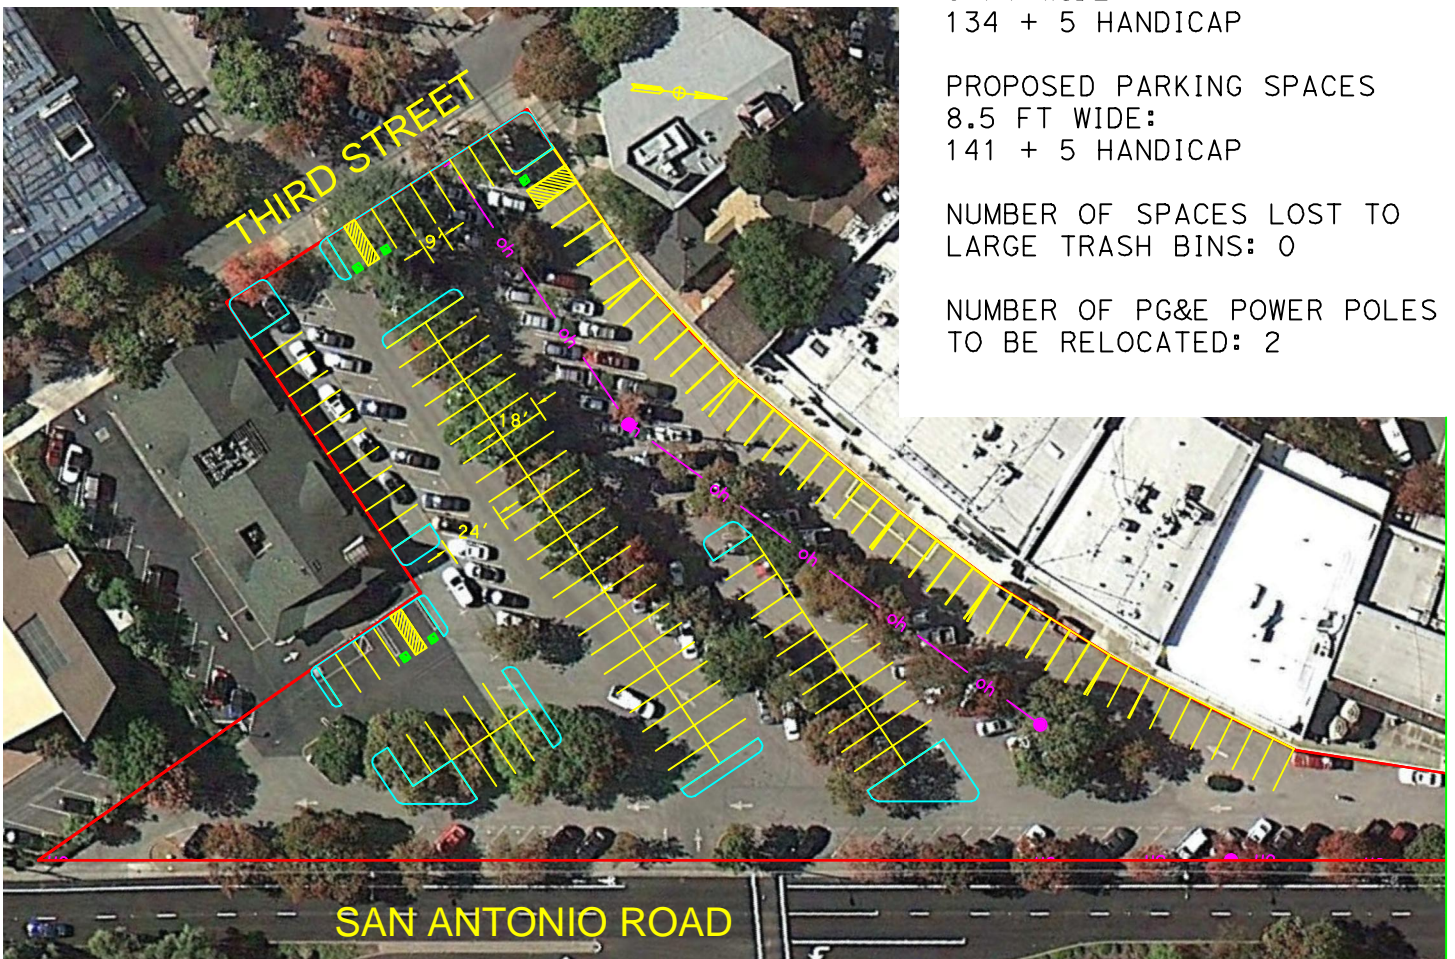 134 + 5 HANDICAP
PROPOSED PARKING SPACES
8.5 FT WIDE:
141 + 5 HANDICAP
NUMBER OF SPACES LOST TO
LARGE TRASH BINS: 0
NUMBER OF PG&E POWER POLES
TO BE RELOCATED: 2
THIRD STREET
9'
oh
oh
18'
oh
oh
24'
oh
oh
oh
SAN ANTONIO ROAD